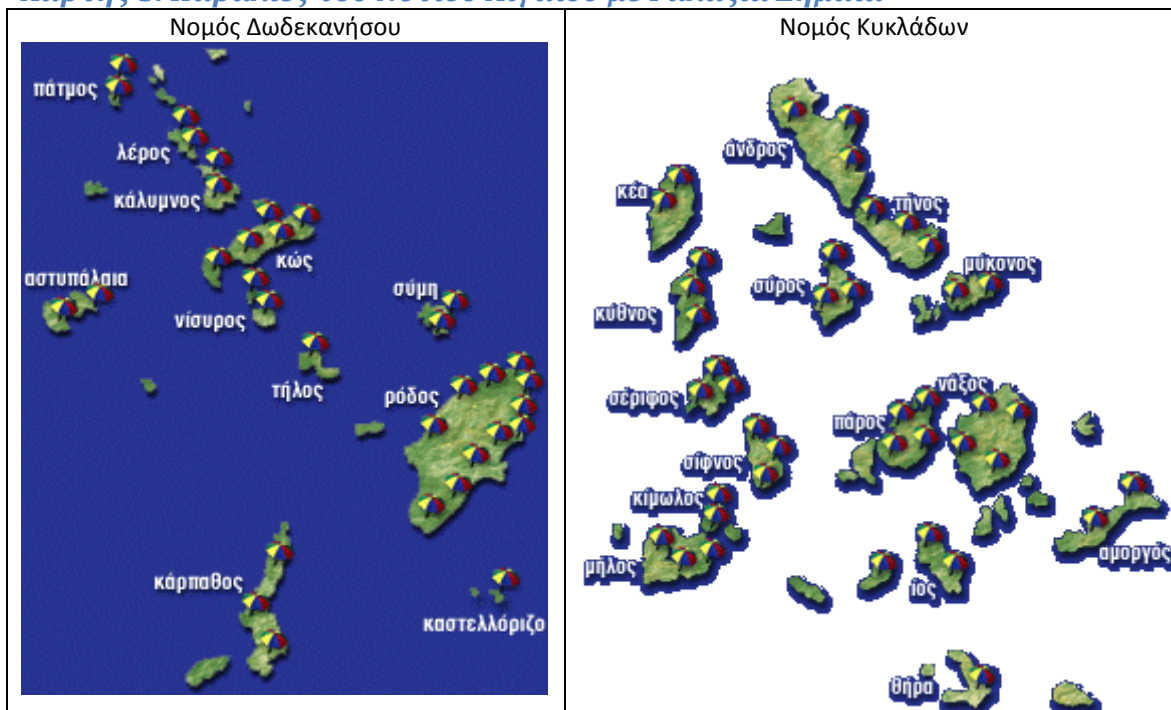 Νομός Δωδεκανήσου
πάτμος
λέρος
κάλυμνος
κώς
αστυπάλαια
νίσυρος
σύμη
τήλος
ρόδος
κάρπαθος
καστελλόριζο
Νομός Κυκλάδων
άνδρος
κέα
τήνος
μύκονος
σύρος
κύθνος
σέριφος
νάξος
πάρος
σίφνος
κίμωλος
μήλος
ίος
αμοργός
θήρα